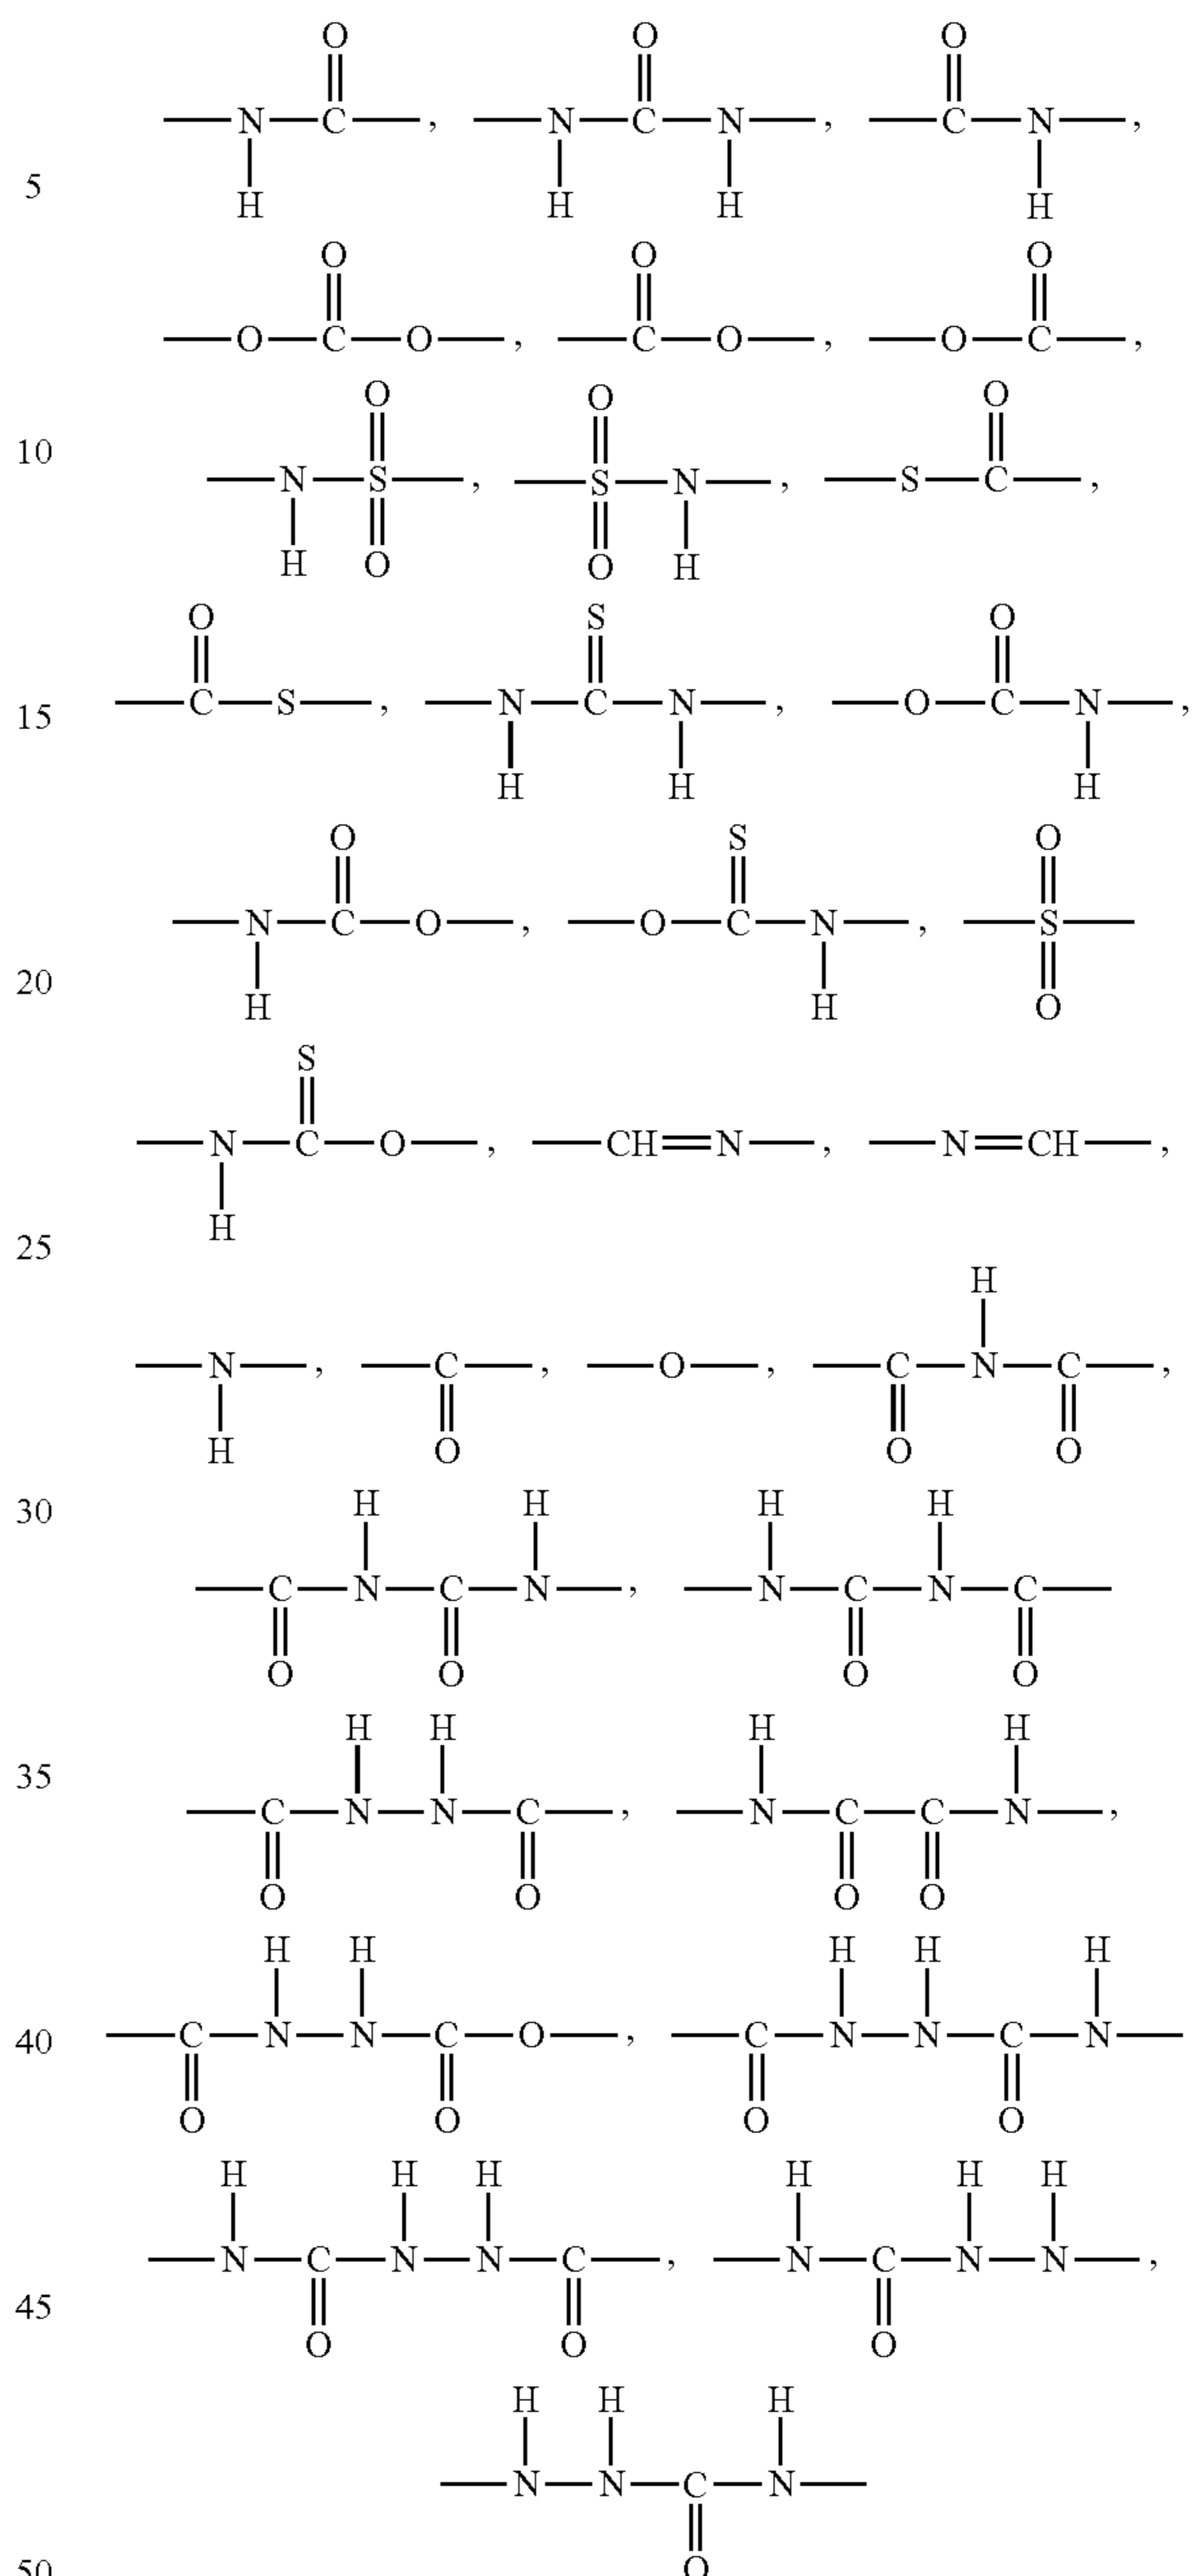 O O O
—N—C—, —N—C—N—, —C—N—,
5
H H H H
O O O
—O—C—O—, —C—O—, —O—C—,
O O O
10
—N—S—, —S—N—, —S—C—,
H O O H
O S O
—C—S—, —N—C—N—, —O—C—N—,
15
H H H
O S O
—N—C—O—, —O—C—N—, —S—
20
H H O
S
—N—C—O—, —CH=N—, —N=CH—,
H
25
H
—N—, —C—, —O—, —C—N—C—,
H O O O
30
H H H H
—C—N—C—N—, —N—C—N—C—
O O O O
H H H H
35
—C—N—N—C—, —N—C—C—N—,
O O O O
H H H H H
40
—C—N—N—C—O—, —C—N—N—C—N—
O O O O
H H H H H H
—N—C—N—N—C—, —N—C—N—N—,
45
O O O
H H H
—N—N—C—N—
O
50